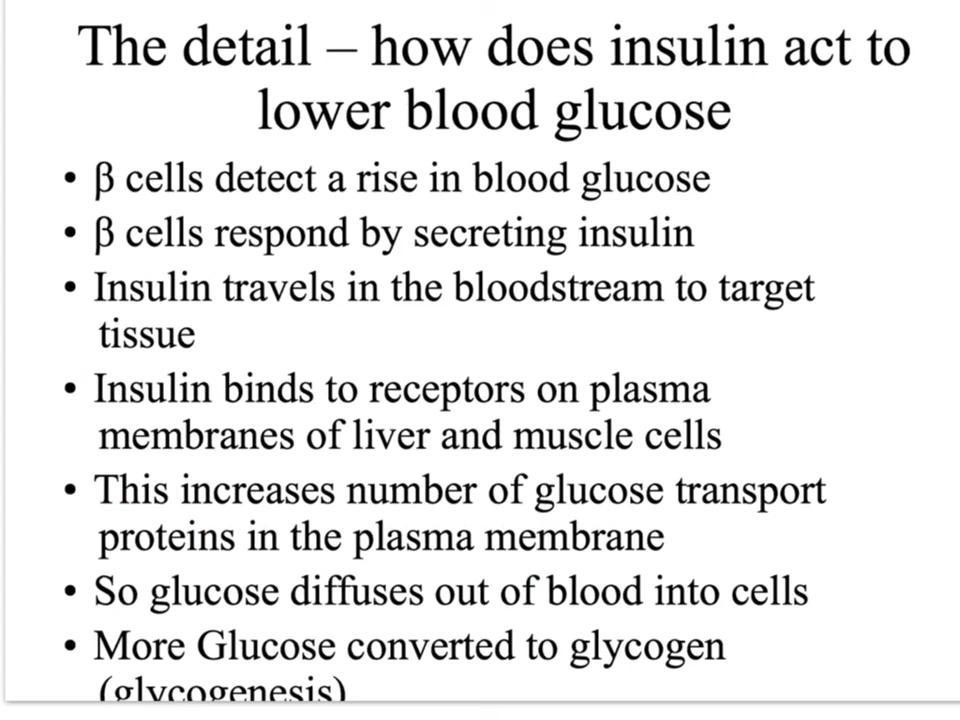 The detail – how does insulin act to
lower blood glucose
• β cells detect a rise in blood glucose
• β cells respond by secreting insulin
• Insulin travels in the bloodstream to target
tissue
• Insulin binds to receptors on plasma
membranes of liver and muscle cells
• This increases number of glucose transport
proteins in the plasma membrane
• So glucose diffuses out of blood into cells
• More Glucose converted to glycogen
(glycogenesis)